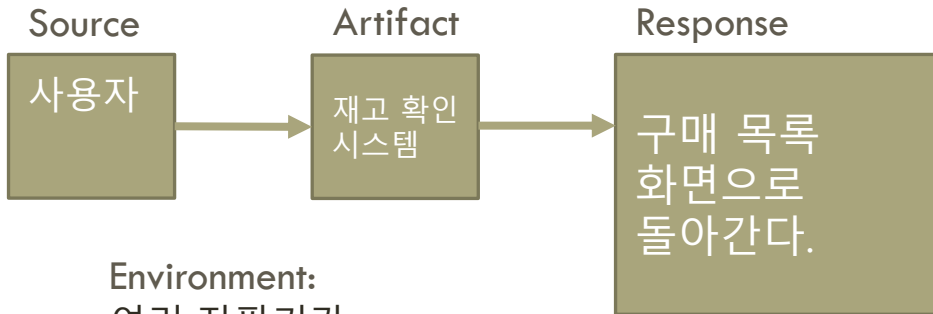 Source
Artifact
Response
사용자
재고 확인
시스템
구매 목록
화면으로
돌아간다.
Environment: